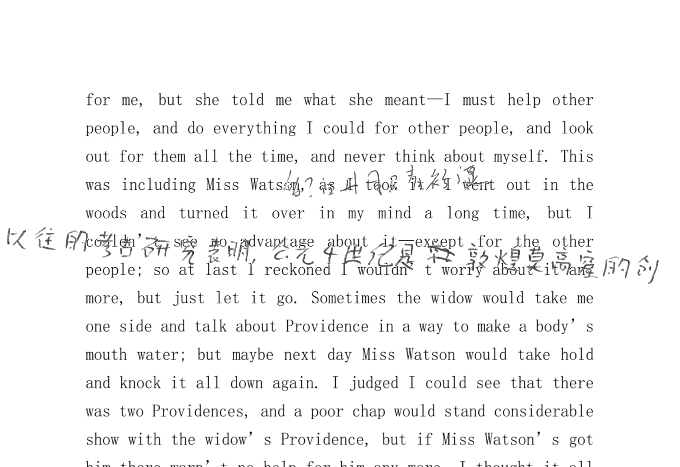 for me, but she told me what she meant—I must help other
people, and do everything I could for other people, and look
out for them all the time, and never think about myself. This
was including Miss Watson, as I took it. I went out in the
woods and turned it over in my mind a long time, but I
couldn’t see no advantage about it—except for the other
以往的考古研究表明,公元4世纪是敦煌莫高窟的创
people; so at last I reckoned I wouldn’t worry about it any
more, but just let it go. Sometimes the widow would take me
one side and talk about Providence in a way to make a body’s
mouth water; but maybe next day Miss Watson would take hold
and knock it all down again. I judged I could see that there
was two Providences, and a poor chap would stand considerable
show with the widow’s Providence, but if Miss Watson’s got
him there warn’t no help for him any more. I thought it all